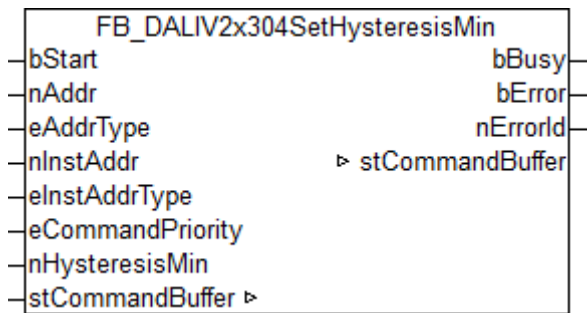 FB_DALIV2x304SetHysteresisMin
bStart bBusy
nAddr bError
eAddrType nErrorId
nInstAddr ▹ stCommandBuffer
eInstAddrType
eCommandPriority
nHysteresisMin
stCommandBuffer ▹